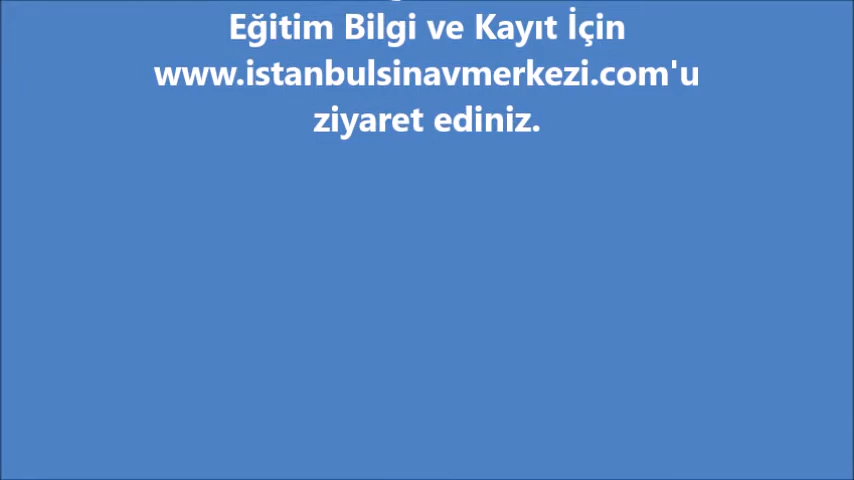 Eğitim Bilgi ve Kayıt İçin
www.istanbulsinavmerkezi.com'u
ziyaret ediniz.